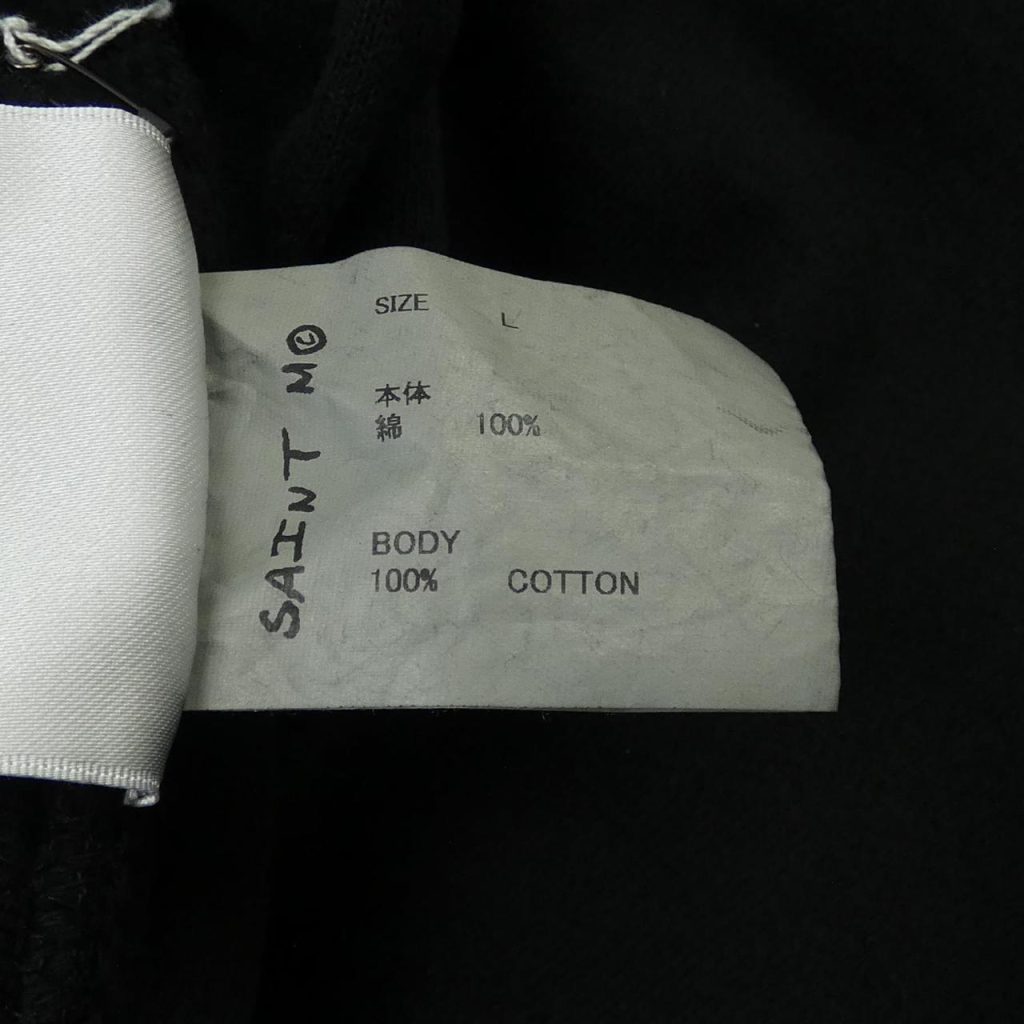 SAINT M©
SIZE L
本体
綿 100%
BODY
100% COTTON